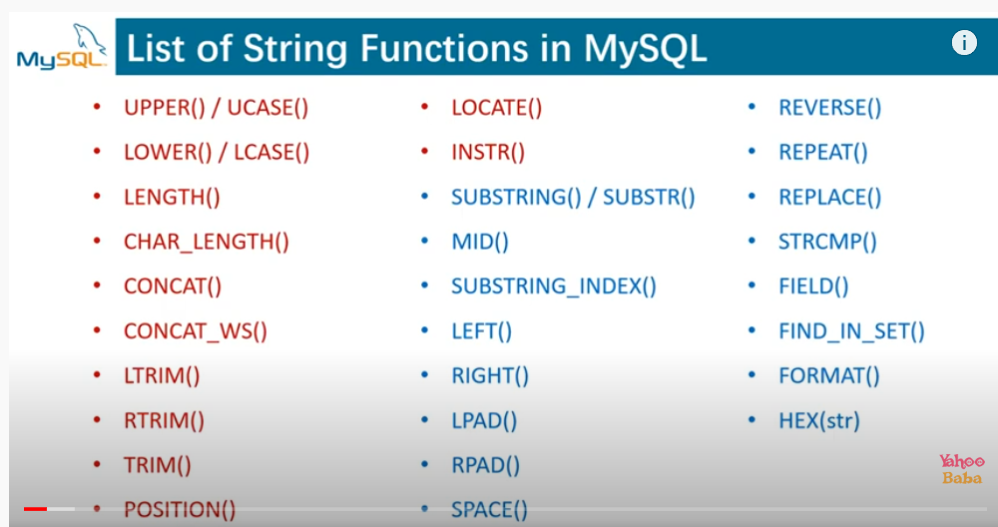 MySQL
List of String Functions in MySQL
i
• UPPER() / UCASE()
• LOWER() / LCASE()
• LENGTH()
• CHAR_LENGTH()
• CONCAT()
• CONCAT_WS()
• LTRIM()
• RTRIM()
• TRIM()
• POSITION()
• LOCATE()
• INSTR()
• SUBSTRING() / SUBSTR()
• MID()
• SUBSTRING_INDEX()
• LEFT()
• RIGHT()
• LPAD()
• RPAD()
• SPACE()
• REVERSE()
• REPEAT()
• REPLACE()
• STRCMP()
• FIELD()
• FIND_IN_SET()
• FORMAT()
• HEX(str)
Yahoo
Baba